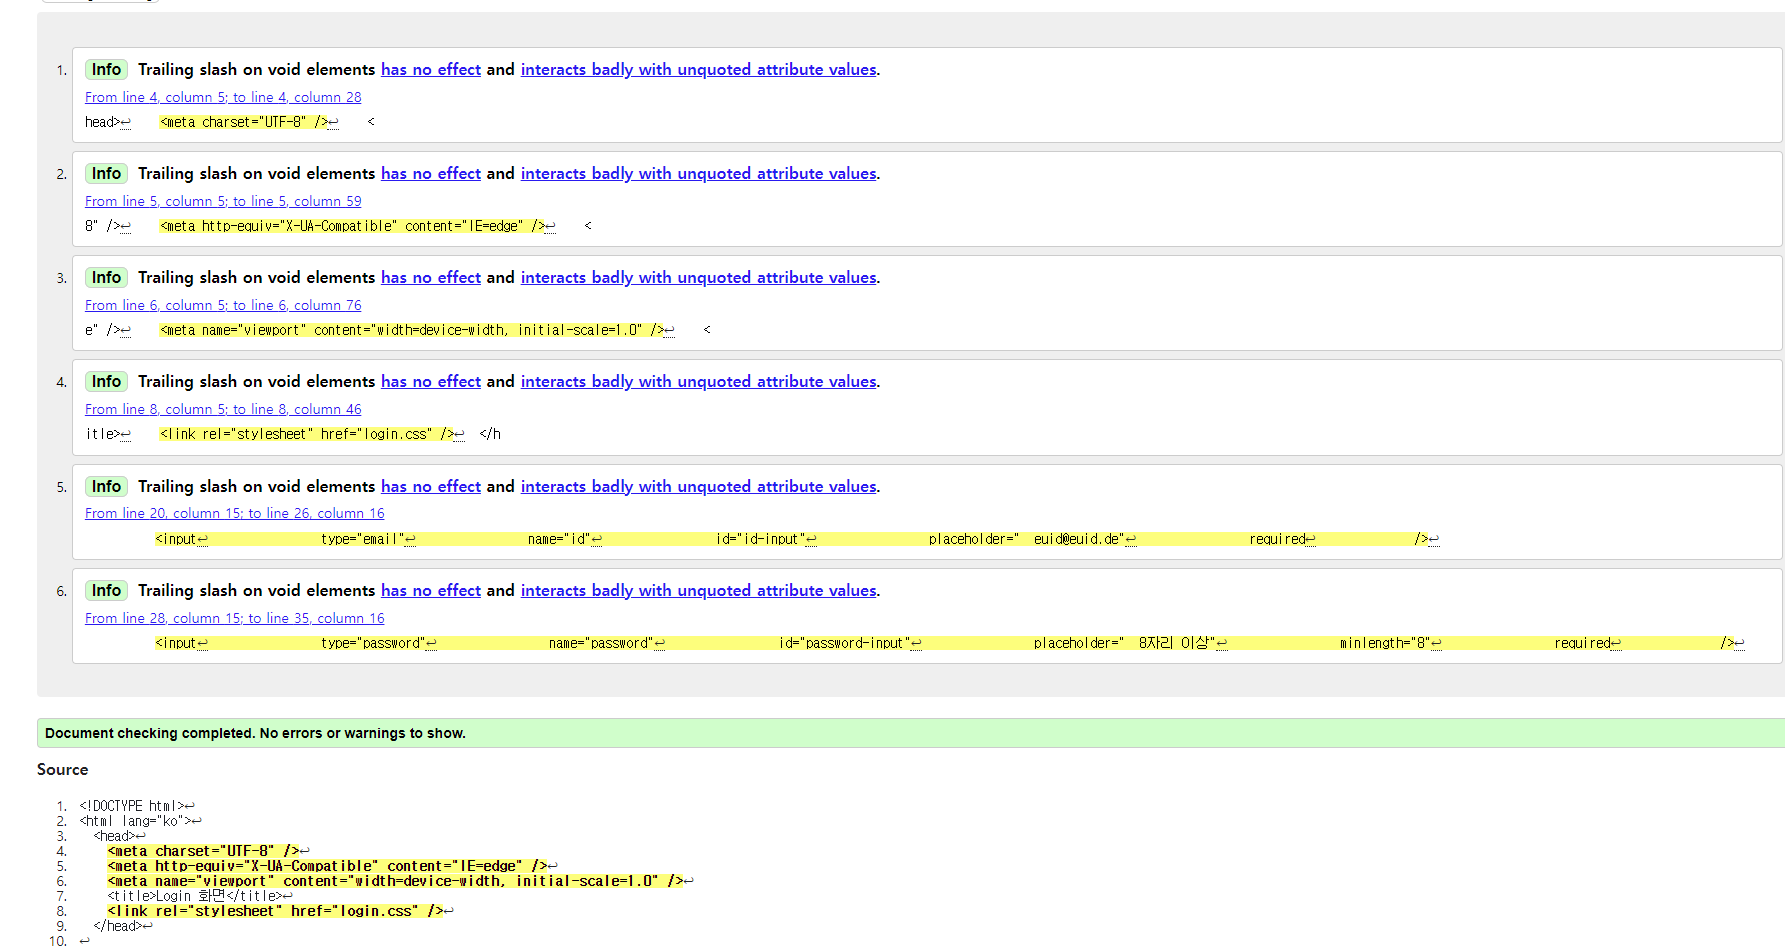 1. Info Trailing slash on void elements has no effect and interacts badly with unquoted attribute values.
From line 4, column 5; to line 4, column 28
head>↩ <meta charset="UTF-8" />↩ <
2. Info Trailing slash on void elements has no effect and interacts badly with unquoted attribute values.
From line 5, column 5; to line 5, column 59
8" />↩ <meta http-equiv="X-UA-Compatible" content="IE=edge" />↩ <
3. Info Trailing slash on void elements has no effect and interacts badly with unquoted attribute values.
From line 6, column 5; to line 6, column 76
e" />↩ <meta name="viewport" content="width=device-width, initial-scale=1.0" />↩ <
4. Info Trailing slash on void elements has no effect and interacts badly with unquoted attribute values.
From line 8, column 5; to line 8, column 46
itle>↩ <link rel="stylesheet" href="login.css" />↩ </h
5. Info Trailing slash on void elements has no effect and interacts badly with unquoted attribute values.
From line 20, column 15; to line 26, column 16
<input↩ type="email"↩ name="id"↩ id="id-input"↩ placeholder=" euid@euid.de"↩ required↩ />↩
6. Info Trailing slash on void elements has no effect and interacts badly with unquoted attribute values.
From line 28, column 15; to line 35, column 16
<input↩ type="password"↩ name="password"↩ id="password-input"↩ placeholder=" 8자리 이상"↩ minlength="8"↩ required↩ />↩
Document checking completed. No errors or warnings to show.
Source
1. <!DOCTYPE html>↩
2. <html lang="ko">↩
3. <head>↩
4. <meta charset="UTF-8" />↩
5. <meta http-equiv="X-UA-Compatible" content="IE=edge" />↩
6. <meta name="viewport" content="width=device-width, initial-scale=1.0" />↩
7. <title>Login 화면</title>↩
8. <link rel="stylesheet" href="login.css" />↩
9. </head>↩
10. ↩